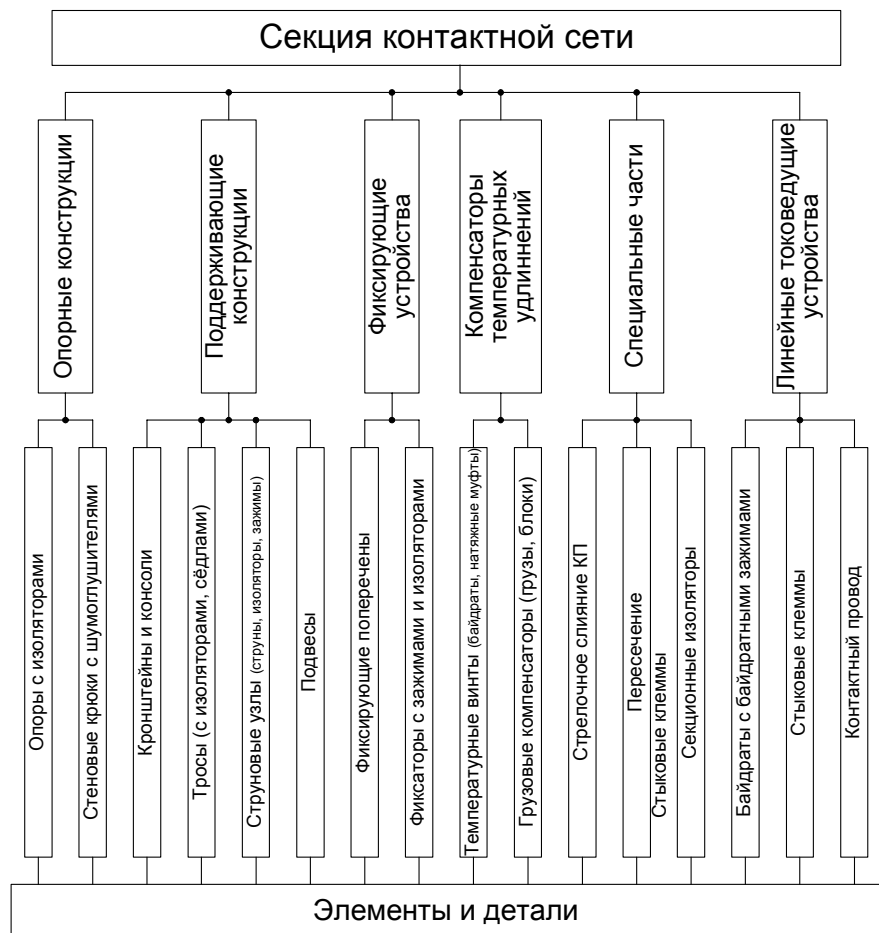 Секция контактной сети
Опорные конструкции
Поддерживающие
конструкции
Фиксирующие
устройства
Компенсаторы
температурных
удлиннений
Специальные части
Линейные токоведущие
устройства
Опоры с изоляторами
Стеновые крюки с шумоглушителями
Кронштейны и консоли
Тросы (с изоляторами, сёдлами)
Струновые узлы (струны, изоляторы, зажимы)
Подвесы
Фиксирующие поперечены
Фиксаторы с зажимами и изоляторами
Температурные винты (байдраты, натяжные муфты)
Грузовые компенсаторы (грузы, блоки)
Стрелочное слияние КП
Пересечение
Стыковые клеммы
Секционные изоляторы
Байдраты с байдратными зажимами
Стыковые клеммы
Контактный провод
Элементы и детали